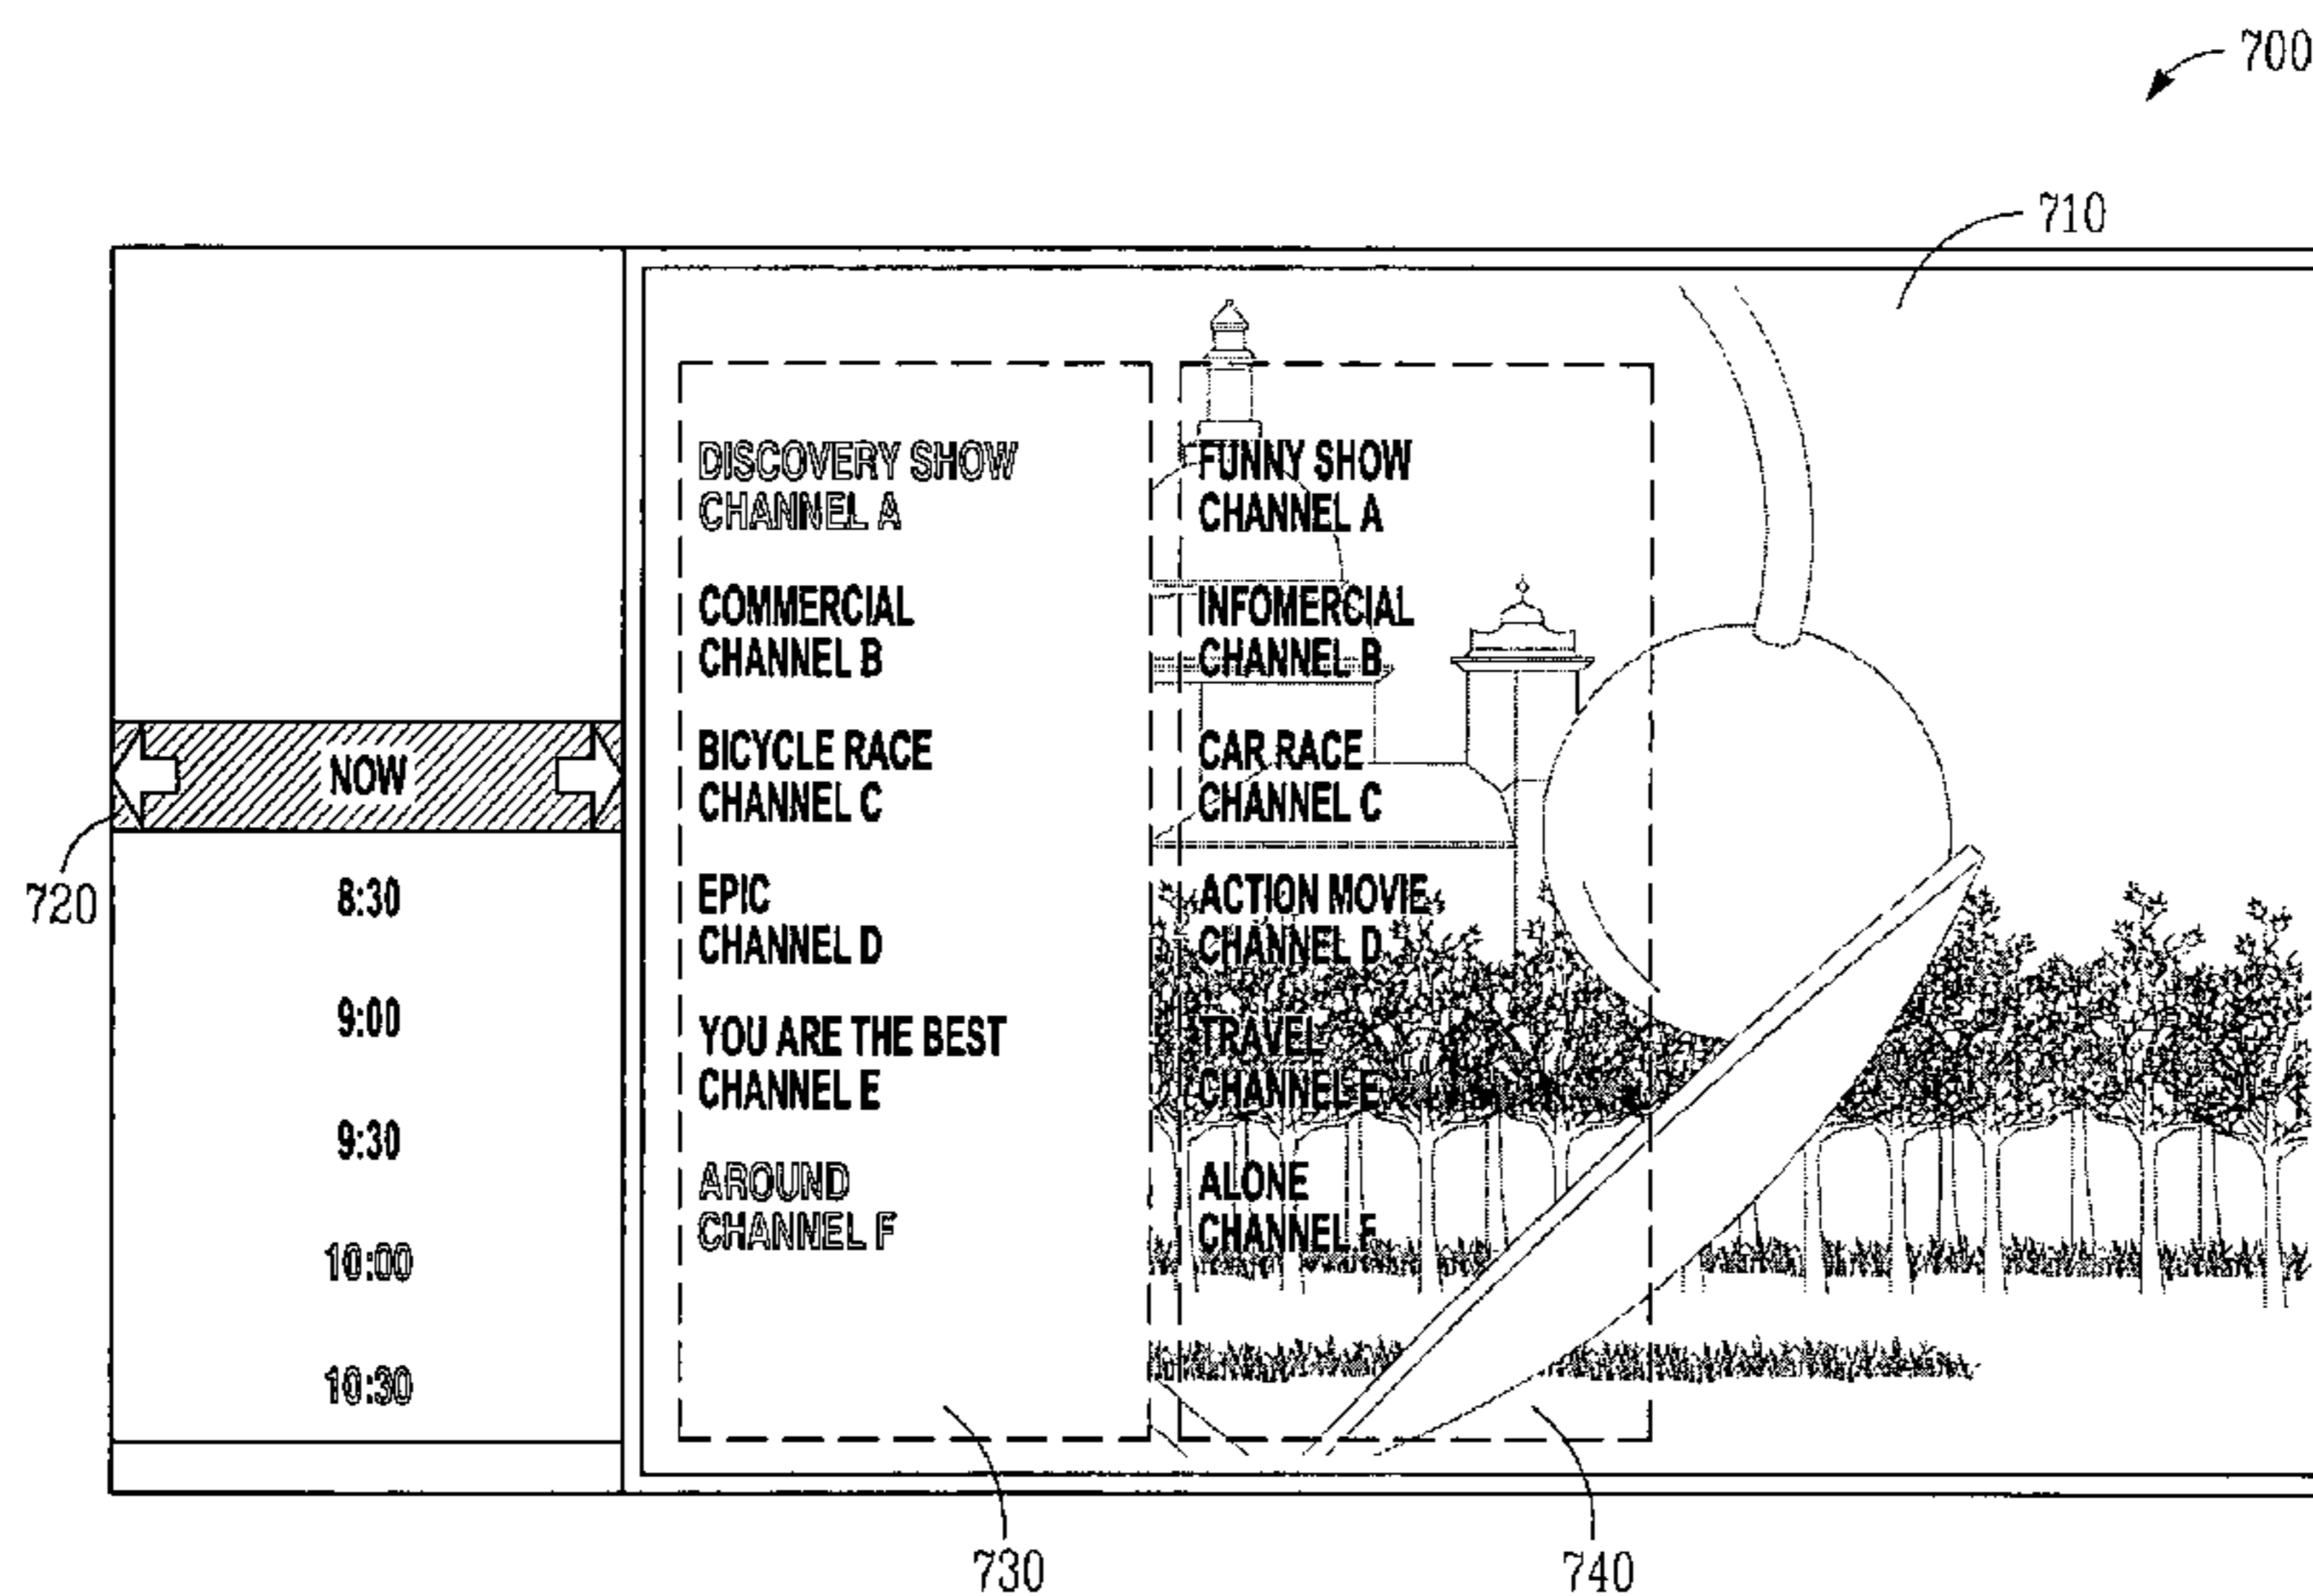 700
710
DISCOVERY SHOW
CHANNEL A
COMMERCIAL
CHANNEL B
BICYCLE RACE
CHANNEL C
EPIC
CHANNEL D
YOU ARE THE BEST
CHANNEL E
AROUND
CHANNEL F
FUNNY SHOW
CHANNEL A
INFOMERCIAL
CHANNEL B
CAR RACE
CHANNEL C
ACTION MOVIE
CHANNEL D
TRAVEL
CHANNEL E
ALONE
CHANNEL F
NOW
720
8:30
9:00
9:30
10:00
10:30
730
740